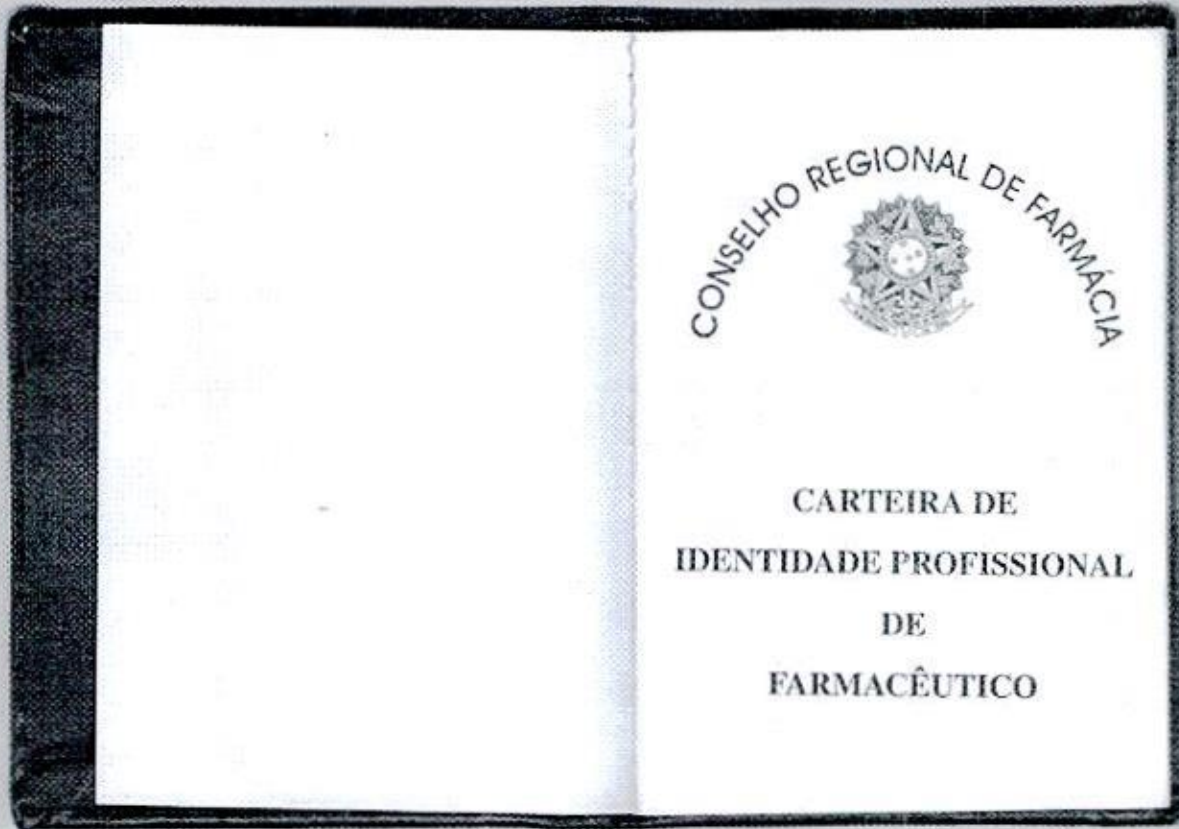 CONSELHO REGIONAL DE FARMÁCIA
CARTEIRA DE
IDENTIDADE PROFISSIONAL
DE
FARMACÊUTICO